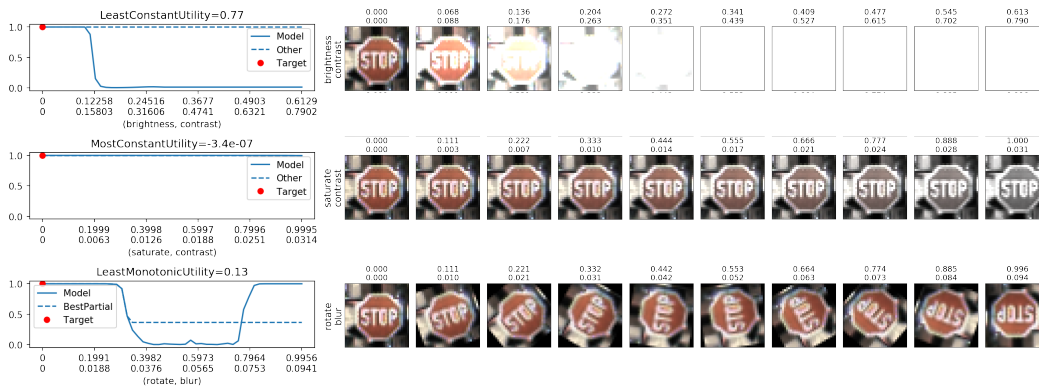 LeastConstantUtility=0.77
1.0
0.5
0.0
Model
Other
Target
0 0.12258 0.24516 0.3677 0.4903 0.6129
0 0.15803 0.31606 0.4741 0.6321 0.7902
(brightness, contrast)
brightness
contrast
0.000 0.068 0.136 0.204 0.272 0.341 0.409 0.477 0.545 0.613
0.000 0.088 0.176 0.263 0.351 0.439 0.527 0.615 0.702 0.790
STOP STOP STOP
MostConstantUtility=-3.4e-07
1.0
0.5
0.0
Model
Other
Target
0 0.1999 0.3998 0.5997 0.7996 0.9995
0 0.0063 0.0126 0.0188 0.0251 0.0314
(saturate, contrast)
saturate
contrast
0.000 0.111 0.222 0.333 0.444 0.555 0.666 0.777 0.888 1.000
0.000 0.003 0.007 0.010 0.014 0.017 0.021 0.024 0.028 0.031
STOP STOP STOP STOP STOP STOP STOP STOP STOP STOP
LeastMonotonicUtility=0.13
1.0
0.5
0.0
Model
BestPartial
Target
0 0.1991 0.3982 0.5973 0.7964 0.9956
0 0.0188 0.0376 0.0565 0.0753 0.0941
(rotate, blur)
rotate
blur
0.000 0.111 0.221 0.332 0.442 0.553 0.664 0.774 0.885 0.996
0.000 0.010 0.021 0.031 0.042 0.052 0.063 0.073 0.084 0.094
STOP STOP STOP STOP STOP STOP STOP STOP STOP STOP